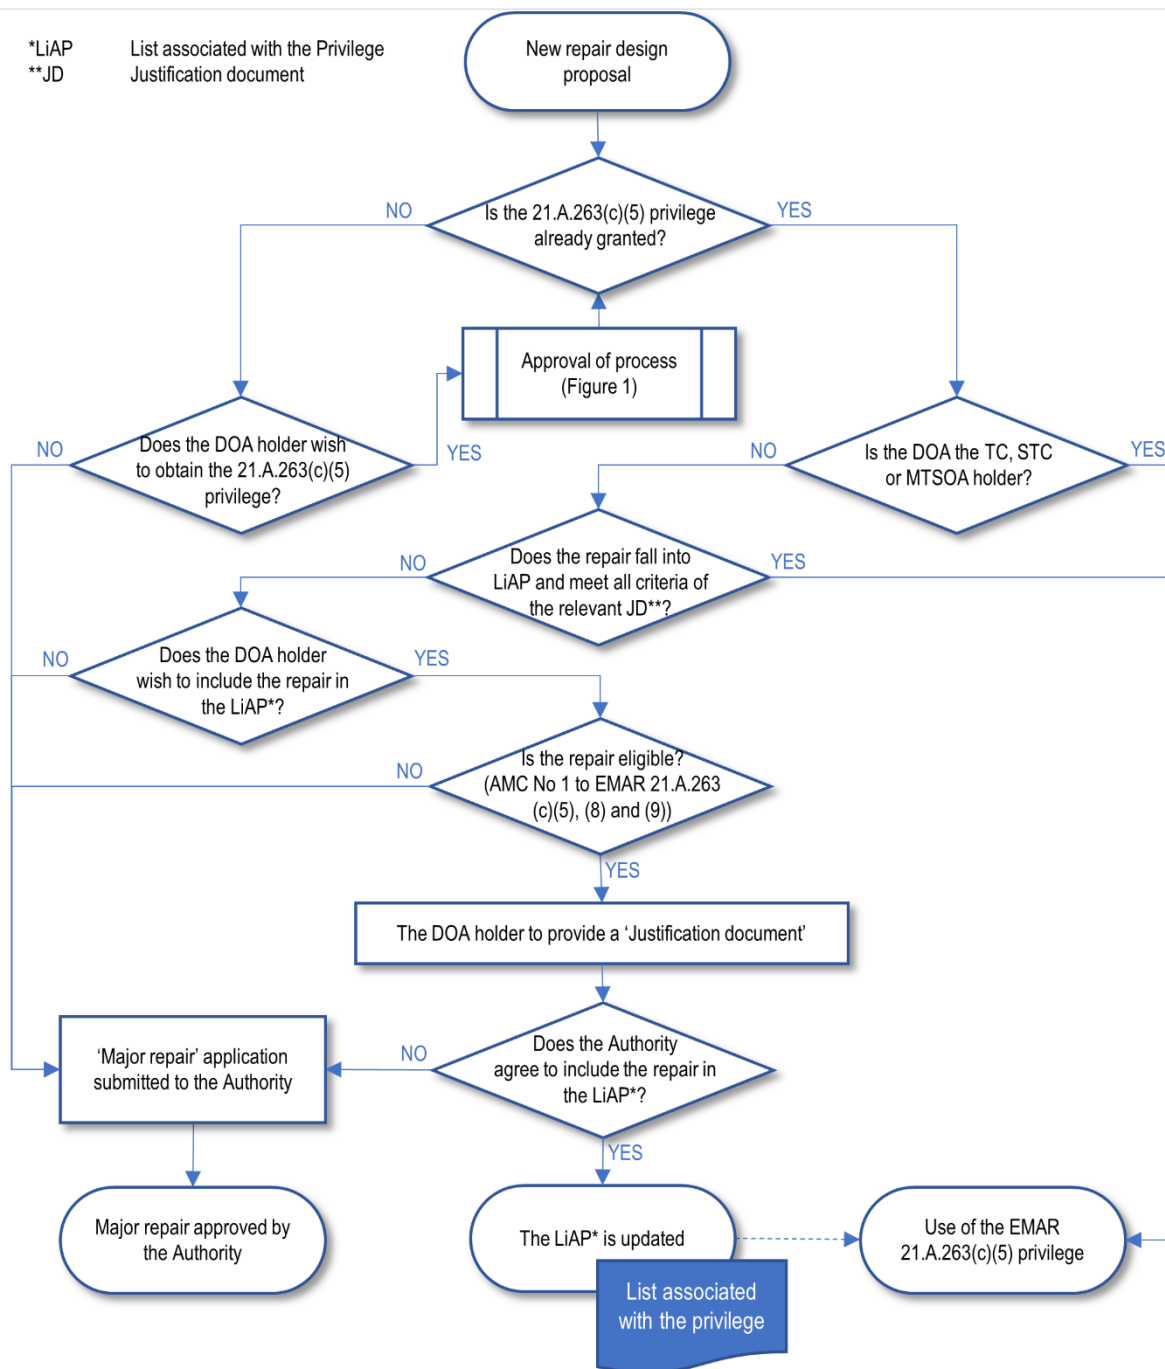 *LiAP List associated with the Privilege
**JD Justification document
New repair design
proposal
NO
Is the 21.A.263(c)(5) privilege
already granted?
YES
Approval of process
(Figure 1)
NO
Does the DOA holder wish
to obtain the 21.A.263(c)(5)
privilege?
YES
NO
Is the DOA the TC, STC
or MTSOA holder?
YES
NO
Does the repair fall into
LiAP and meet all criteria of
the relevant JD**?
YES
NO
Does the DOA holder
wish to include the repair in
the LiAP*?
YES
NO
Is the repair eligible?
(AMC No 1 to EMAR 21.A.263
(c)(5), (8) and (9))
YES
The DOA holder to provide a ‘Justification document’
‘Major repair’ application
submitted to the Authority
NO
Does the Authority
agree to include the repair in
the LiAP*?
YES
Major repair approved by
the Authority
The LiAP* is updated
Use of the EMAR
21.A.263(c)(5) privilege
List associated
with the privilege